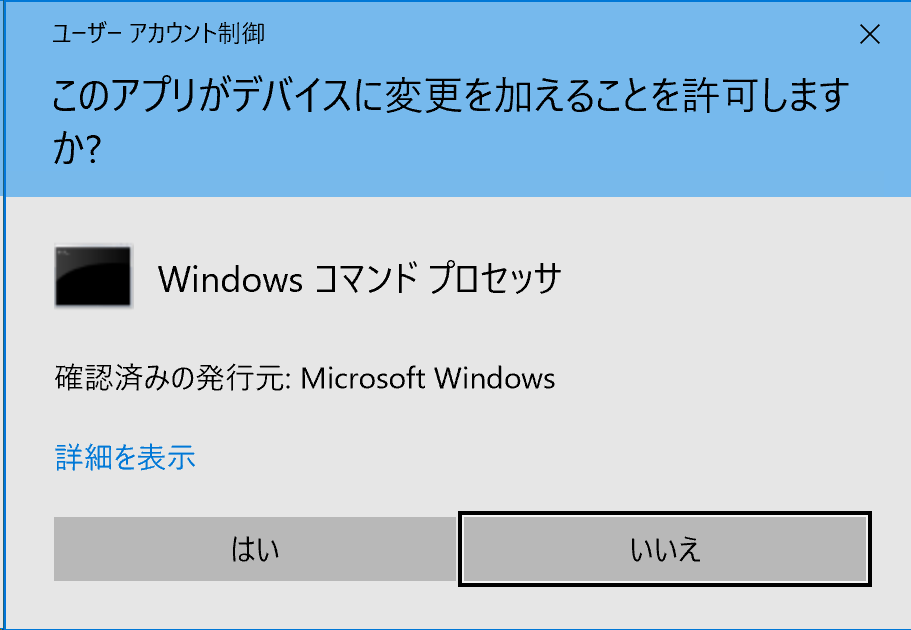 ユーザー アカウント制御
このアプリがデバイスに変更を加えることを許可します
か?
Windows コマンド プロセッサ
確認済みの発行元: Microsoft Windows
詳細を表示
はい
いいえ